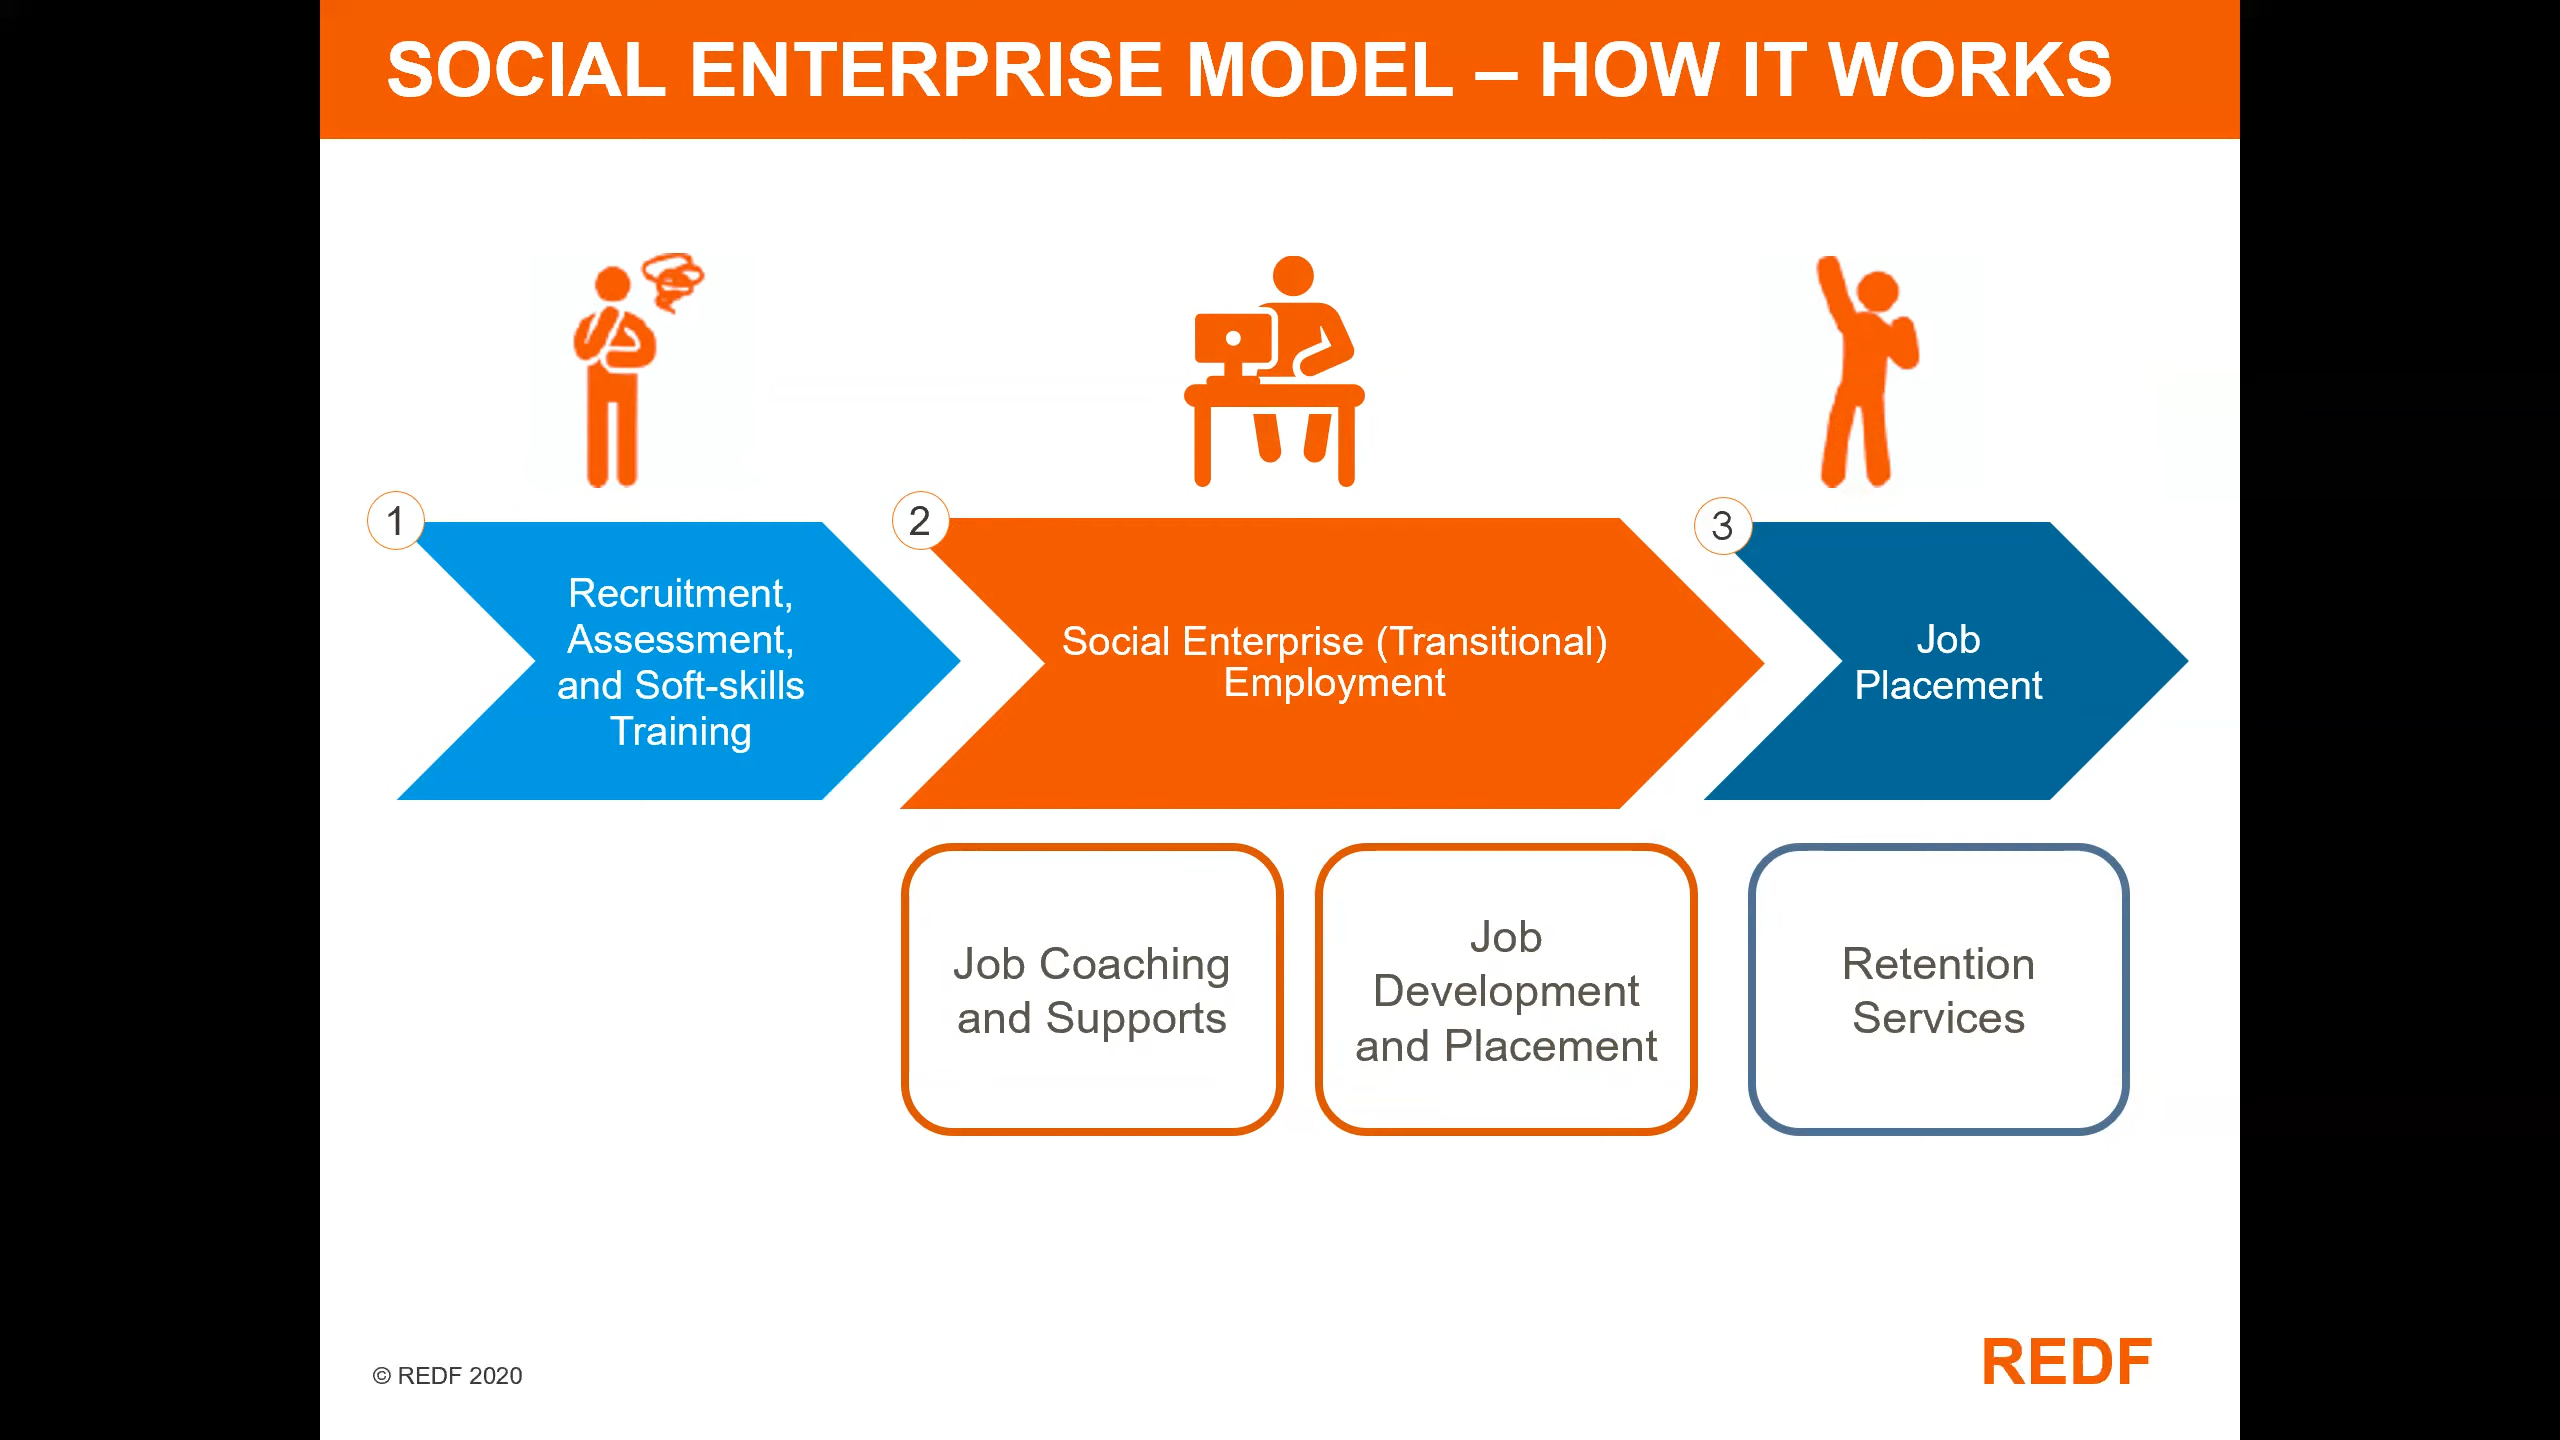 SOCIAL ENTERPRISE MODEL – HOW IT WORKS
1
Recruitment,
Assessment,
and Soft-skills
Training
2
Social Enterprise (Transitional)
Employment
3
Job
Placement
Job Coaching
and Supports
Job
Development
and Placement
Retention
Services
© REDF 2020
REDF